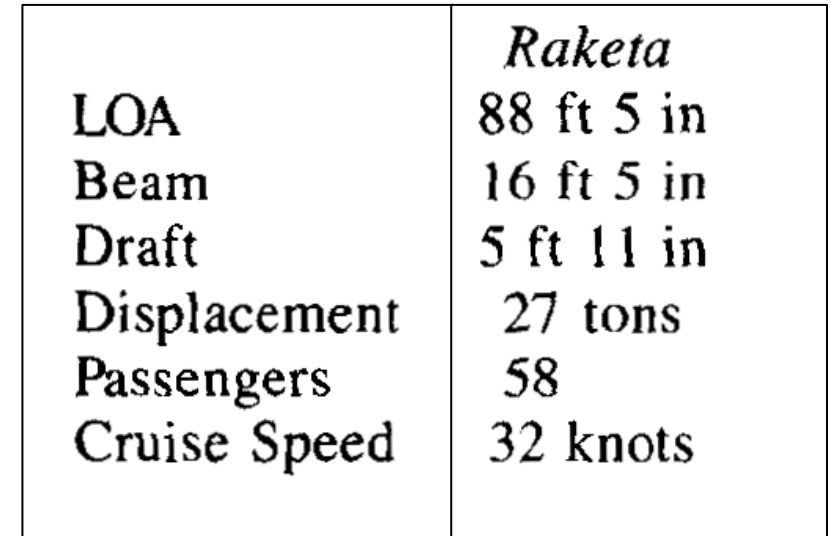 Raketa
LOA 88 ft 5 in
Beam 16 ft 5 in
Draft 5 ft 11 in
Displacement 27 tons
Passengers 58
Cruise Speed 32 knots